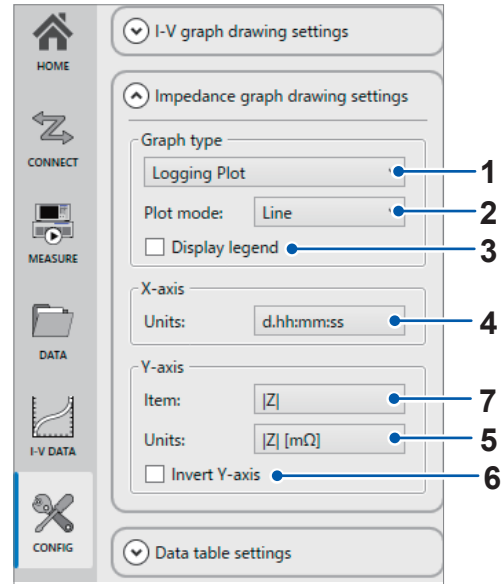 HOME
CONNECT
MEASURE
DATA
I-V DATA
CONFIG
I-V graph drawing settings
Impedance graph drawing settings
Graph type
Logging Plot
1
Plot mode: Line
2
Display legend
3
X-axis
Units: d.hh:mm:ss
4
Y-axis
Item: |Z|
7
Units: |Z| [mΩ]
5
Invert Y-axis
6
Data table settings